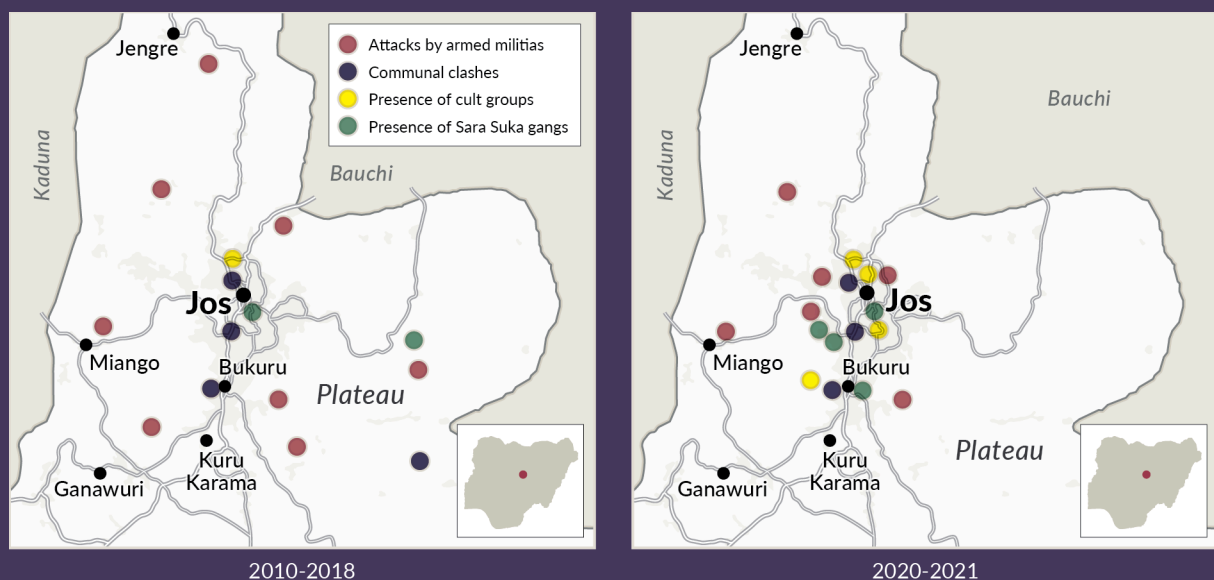 Jengre
Attacks by armed militias
Communal clashes
Presence of cult groups
Presence of Sara Suka gangs
Kaduna
Bauchi
Jos
Miango
Bukuru
Plateau
Kuru
Karama
Ganawuri
2010-2018
Jengre
Bauchi
Kaduna
Jos
Miango
Bukuru
Plateau
Kuru
Karama
Ganawuri
2020-2021